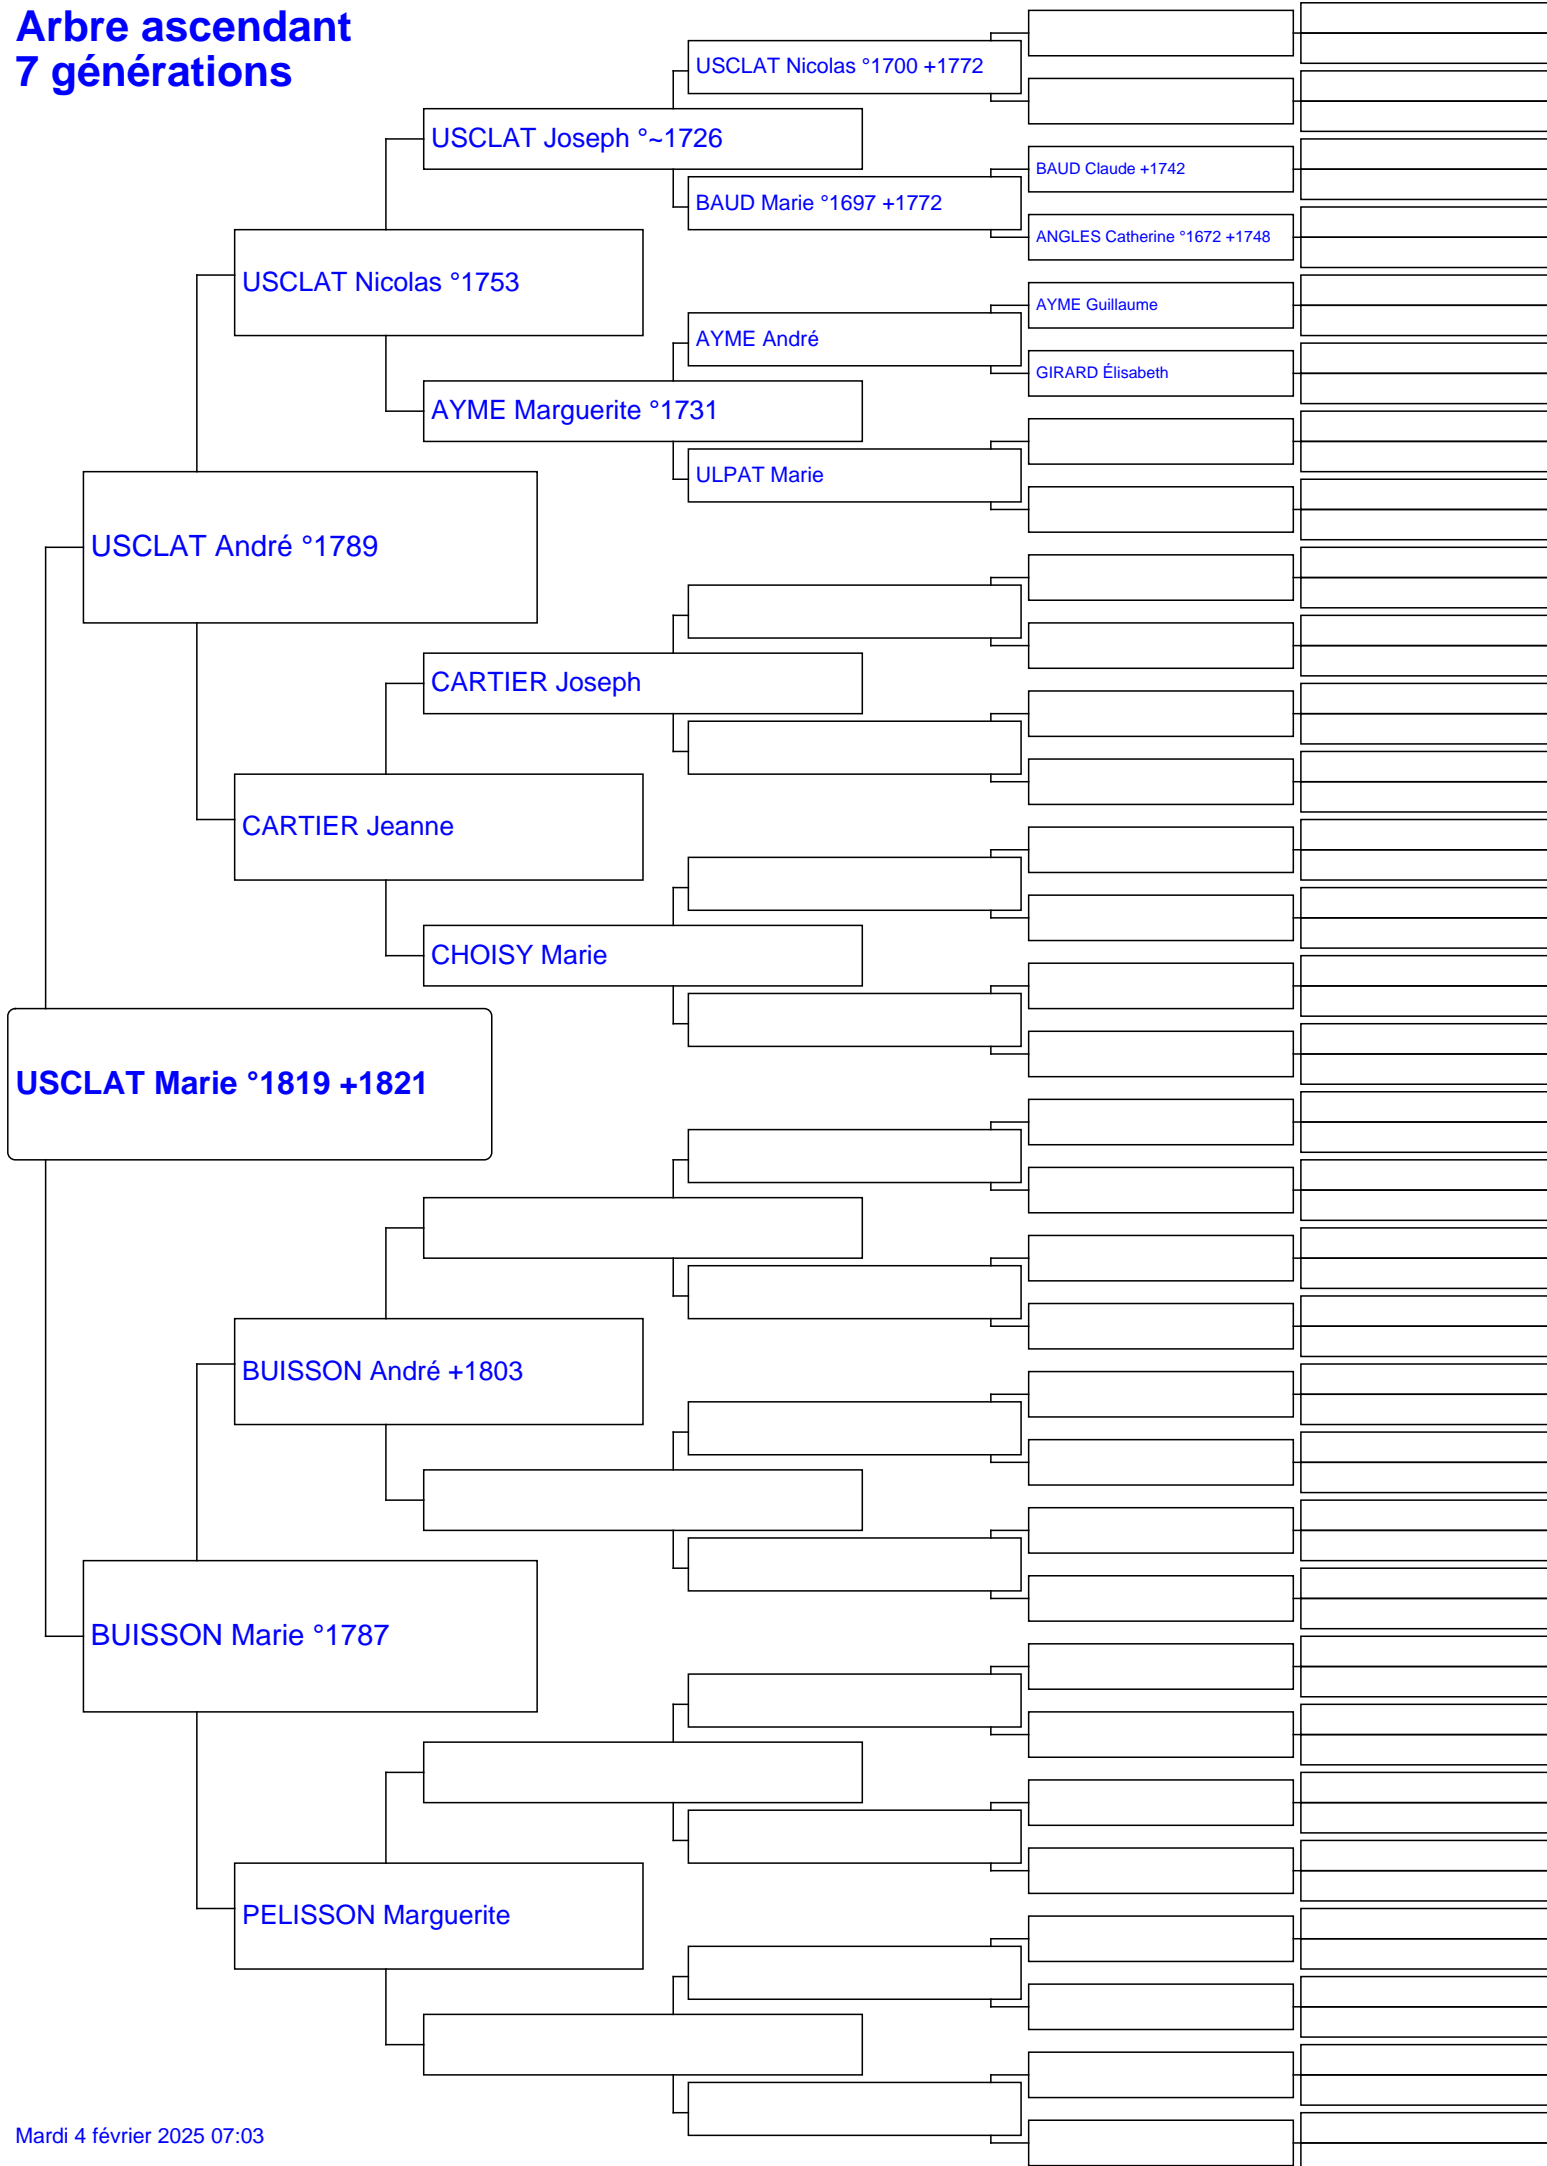 Arbre ascendant
7 générations
USCLAT Nicolas °1700 +1772
USCLAT Joseph °~1726
BAUD Claude +1742
BAUD Marie °1697 +1772
ANGLES Catherine °1672 +1748
USCLAT Nicolas °1753
AYME Guillaume
AYME André
GIRARD Élisabeth
AYME Marguerite °1731
ULPAT Marie
USCLAT André °1789
CARTIER Joseph
CARTIER Jeanne
CHOISY Marie
USCLAT Marie °1819 +1821
BUISSON André +1803
BUISSON Marie °1787
PELISSON Marguerite
Mardi 4 février 2025 07:03